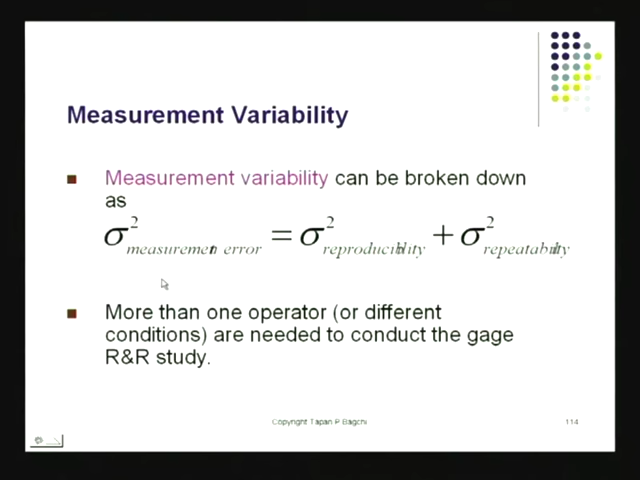 Measurement Variability
Measurement variability can be broken down
as
σ²measurement error = σ²reproducibility + σ²repeatability
More than one operator (or different
conditions) are needed to conduct the gage
R&R study.
Copyright Tapan P Bagchi
114